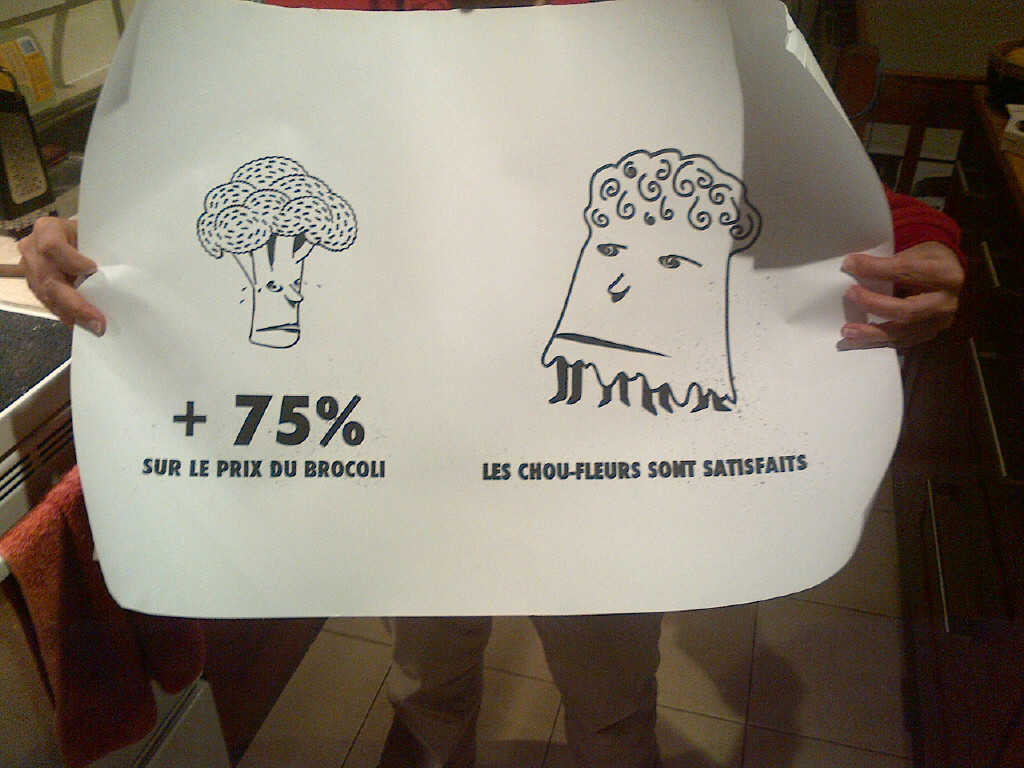 + 75%
SUR LE PRIX DU BROCOLI
LES CHOU-FLEURS SONT SATISFAITS